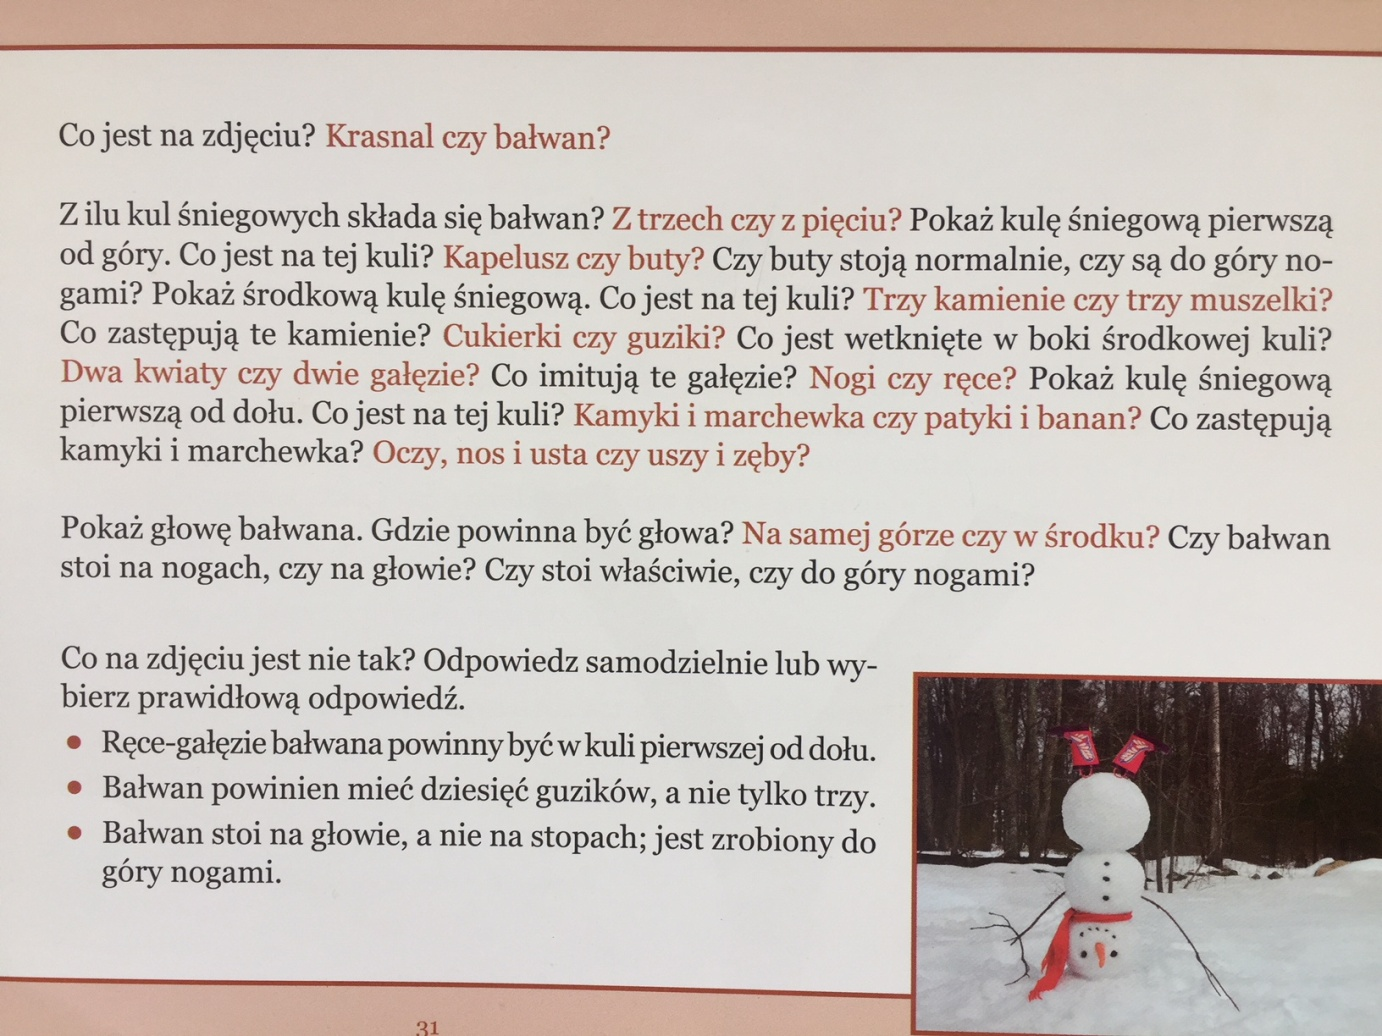 Co jest na zdjęciu? Krasnal czy bałwan?
Z ilu kul śniegowych składa się bałwan? Z trzech czy z pięciu? Pokaż kulę śniegową pierwszą
od góry. Co jest na tej kuli? Kapelusz czy buty? Czy buty stoją normalnie, czy są do góry no-
gami? Pokaż środkową kulę śniegową. Co jest na tej kuli? Trzy kamienie czy trzy muszelki?
Co zastępują te kamienie? Cukierki czy guziki? Co jest wetknięte w boki środkowej kuli?
Dwa kwiaty czy dwie gałęzie? Co imitują te gałęzie? Nogi czy ręce? Pokaż kulę śniegową
pierwszą od dołu. Co jest na tej kuli? Kamyki i marchewka czy patyki i banan? Co zastępują
kamyki i marchewka? Oczy, nos i usta czy uszy i zęby?
Pokaż głowę bałwana. Gdzie powinna być głowa? Na samej górze czy w środku? Czy bałwan
stoi na nogach, czy na głowie? Czy stoi właściwie, czy do góry nogami?
Co na zdjęciu jest nie tak? Odpowiedz samodzielnie lub wy-
bierz prawidłową odpowiedź.
• Ręce-gałęzie bałwana powinny być w kuli pierwszej od dołu.
• Bałwan powinien mieć dziesięć guzików, a nie tylko trzy.
• Bałwan stoi na głowie, a nie na stopach; jest zrobiony do
góry nogami.
31